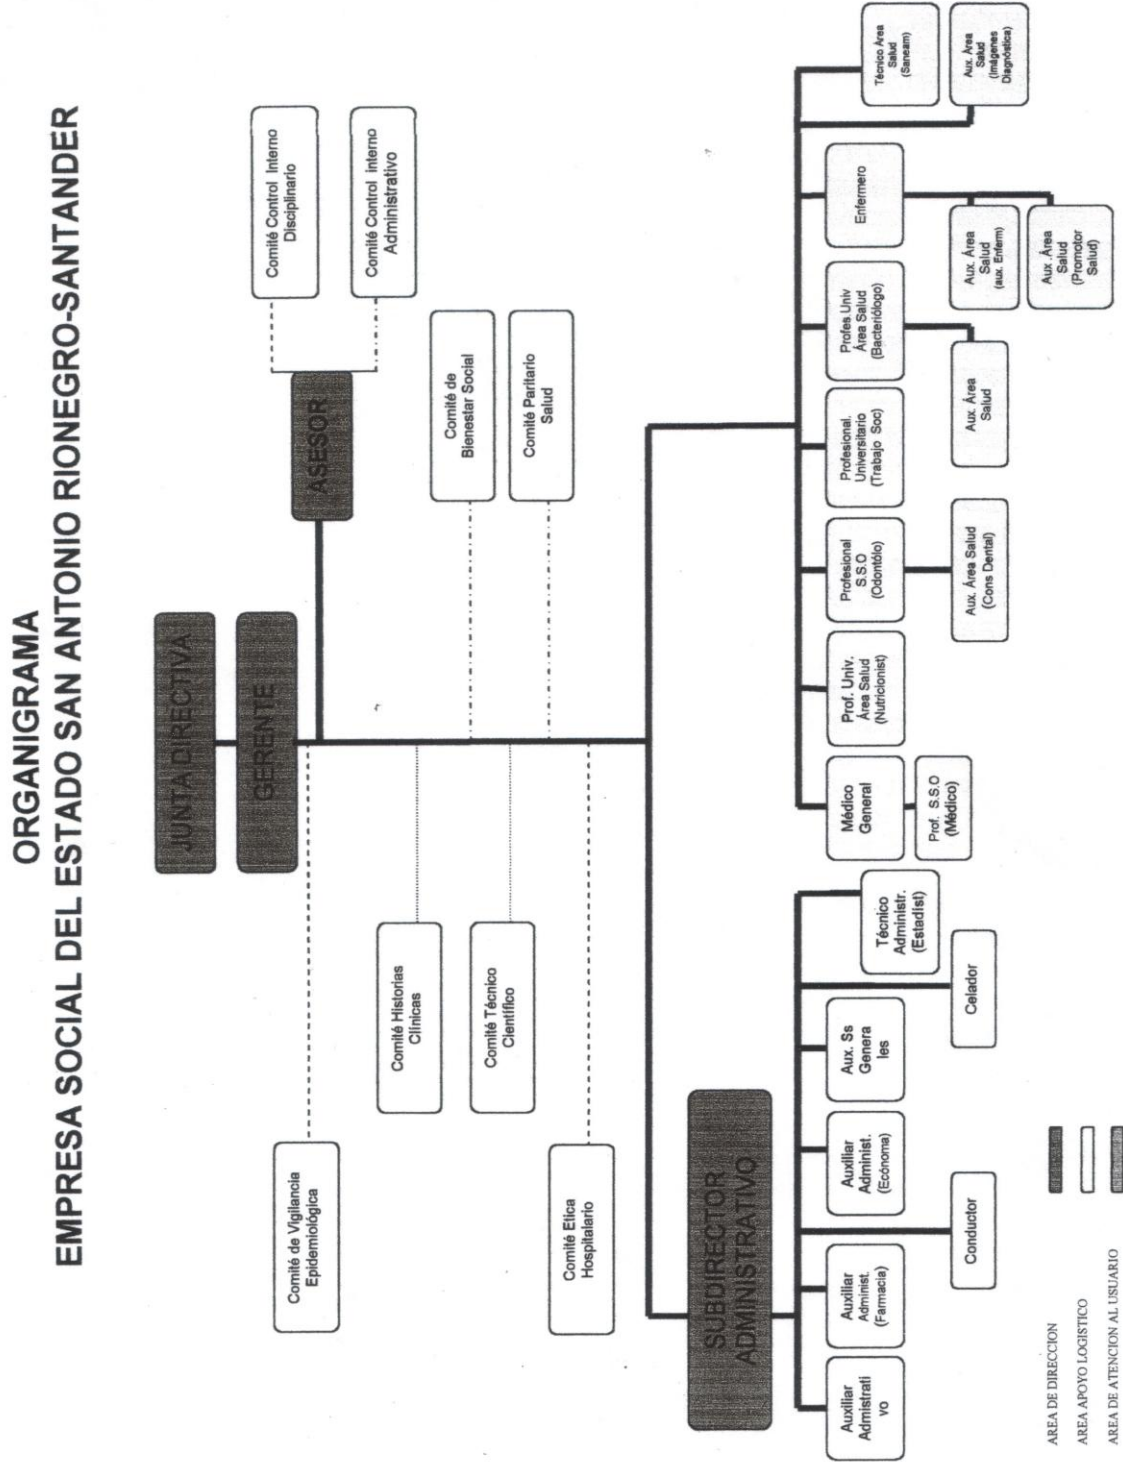 ORGANIGRAMA
EMPRESA SOCIAL DEL ESTADO SAN ANTONIO RIONEGRO-SANTANDER
JUNTA DIRECTIVA
GERENTE
ASESOR
Comité Control Interno
Disciplinario
Comité Control interno
Administrativo
Comité de Vigilancia
Epidemiológica
Comité Historias
Clínicas
Comité de
Bienestar Social
Comité Técnico
Científico
Comité Paritario
Salud
Comité Etica
Hospitalario
SUBDIRECTOR
ADMINISTRATIVO
Auxiliar
Admistrati
vo
Auxiliar
Administ.
(Farmacia)
Conductor
Auxiliar
Administ.
(Ecónoma)
Aux. Ss
Genera
les
Celador
Técnico
Administr.
(Estadíst)
Médico
General
Prof. S.S.O
(Médico)
Prof. Univ.
Área Salud
(Nutricionist)
Profesional
S.S.O
(Odontólo)
Aux. Área Salud
(Cons Dental)
Profesional.
Universitario
(Trabajo Soc)
Profes.Univ
Área Salud
(Bacteriólogo)
Aux. Área
Salud
Enfermero
Aux. Área
Salud
(aux. Enferm)
Aux .Área
Salud
(Promotor
Salud)
Técnico Área
Salud
(Saneam)
Aux. Área
Salud
(Imágenes
Diagnóstica)
AREA DE DIRECCION
AREA APOYO LOGISTICO
AREA DE ATENCION AL USUARIO